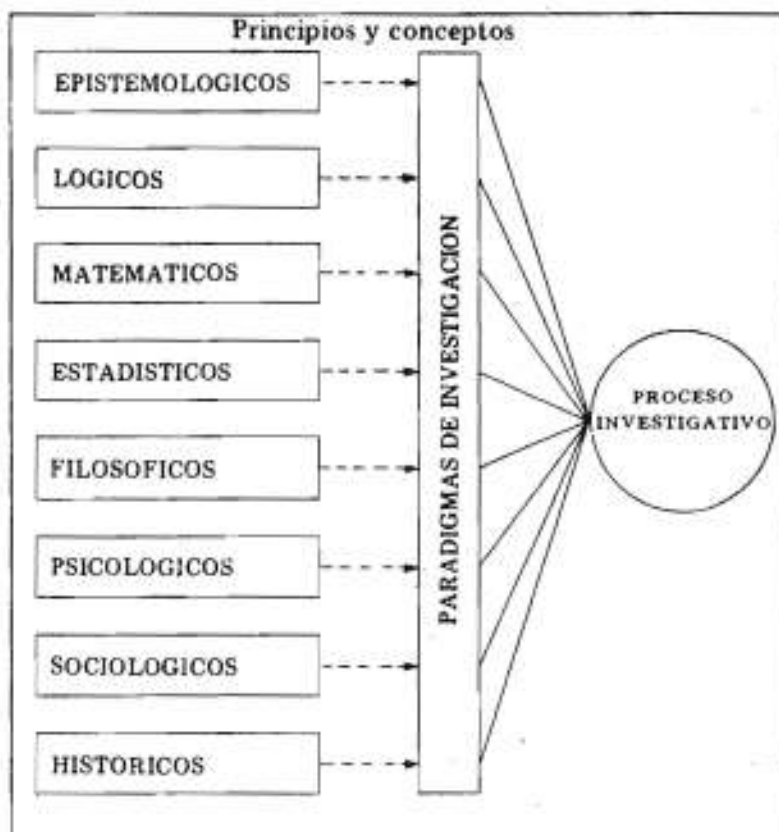 Principios y conceptos
EPISTEMOLOGICOS
LOGICOS
MATEMATICOS
ESTADISTICOS
FILOSOFICOS
PSICOLOGICOS
SOCIOLOGICOS
HISTORICOS
PARADIGMAS DE INVESTIGACION
PROCESO
INVESTIGATIVO